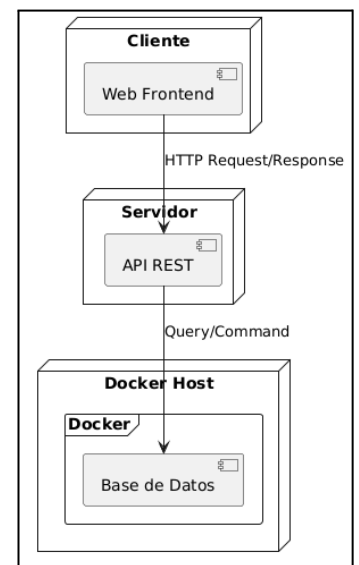 Cliente
Web Frontend
HTTP Request/Response
Servidor
API REST
Query/Command
Docker Host
Docker
Base de Datos